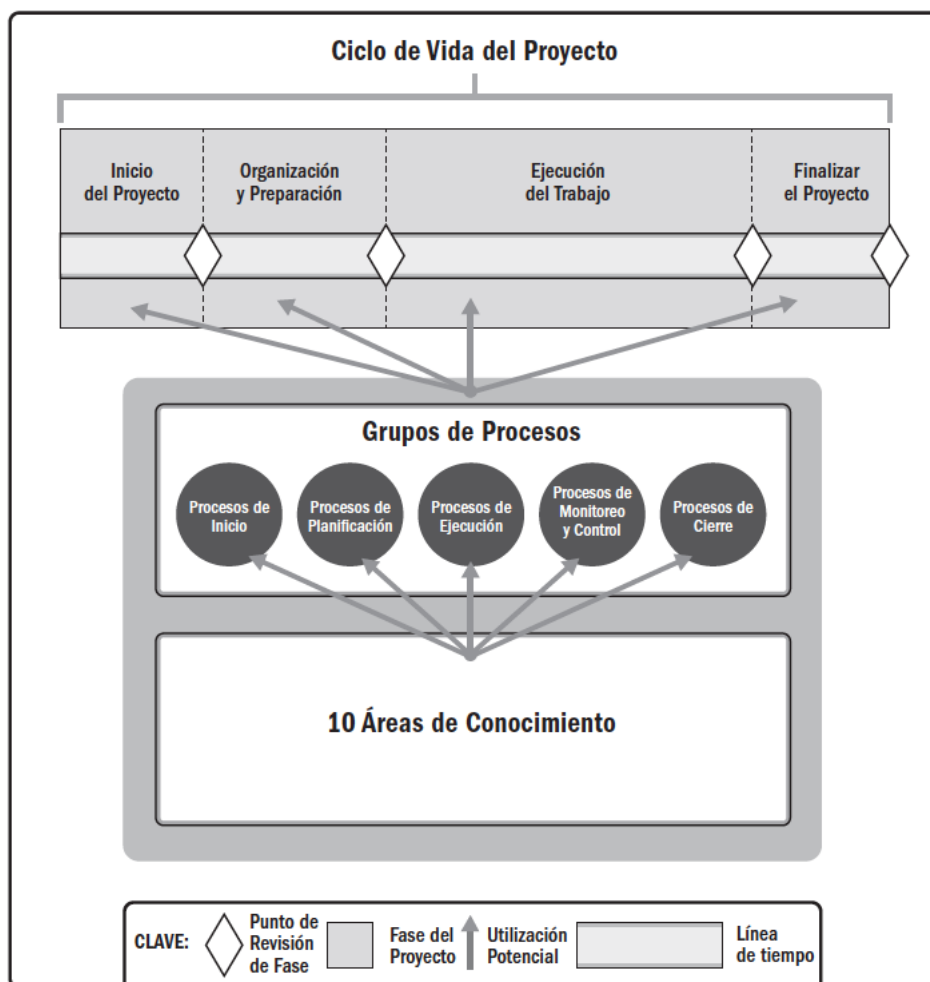 Ciclo de Vida del Proyecto
Inicio
del Proyecto
Organización
y Preparación
Ejecución
del Trabajo
Finalizar
el Proyecto
Grupos de Procesos
Procesos de
Inicio
Procesos de
Planificación
Procesos de
Ejecución
Procesos de
Monitoreo
y Control
Procesos de
Cierre
10 Áreas de Conocimiento
CLAVE:
Punto de
Revisión
de Fase
Fase del
Proyecto
Utilización
Potencial
Línea
de tiempo